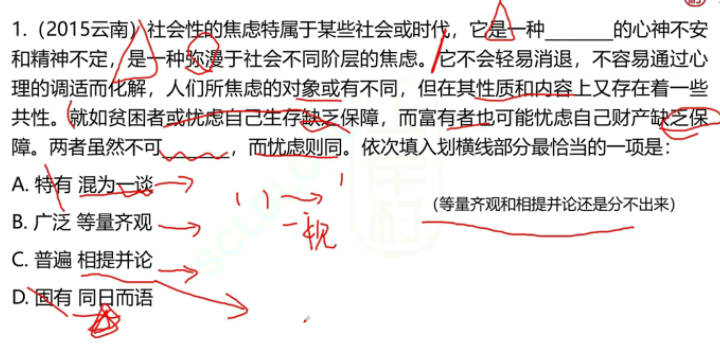 1.（2015云南）社会性的焦虑特属于某些社会或时代，它是一种________的心神不安
和精神不定，是一种弥漫于社会不同阶层的焦虑。它不会轻易消退，不容易通过心
理的调适而化解，人们所焦虑的对象或有不同，但在其性质和内容上又存在着一些
共性。就如贫困者或忧虑自己生存缺乏保障，而富有者也可能忧虑自己财产缺乏保
障。两者虽然不可______，而忧虑则同。依次填入划横线部分最恰当的一项是：
A. 特有 混为一谈
B. 广泛 等量齐观
（等量齐观和相提并论还是分不出来）
一视
C. 普遍 相提并论
D. 固有 同日而语